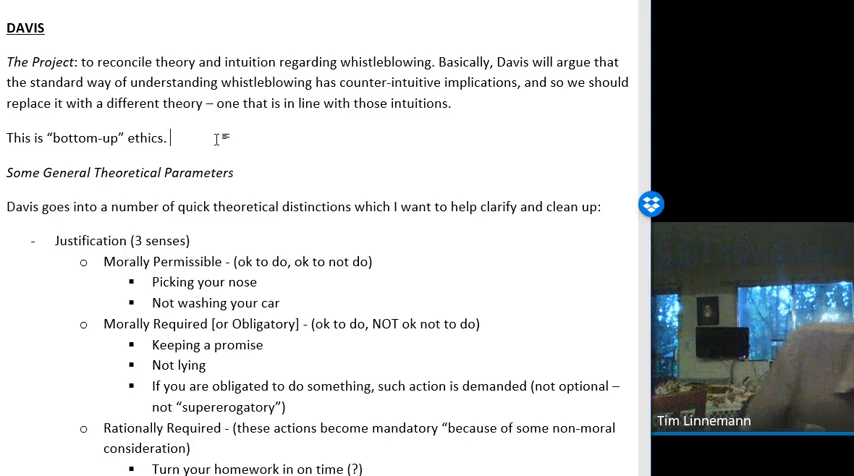 DAVIS
The Project: to reconcile theory and intuition regarding whistleblowing. Basically, Davis will argue that
the standard way of understanding whistleblowing has counter-intuitive implications, and so we should
replace it with a different theory – one that is in line with those intuitions.
This is “bottom-up” ethics.
Some General Theoretical Parameters
Davis goes into a number of quick theoretical distinctions which I want to help clarify and clean up:
- Justification (3 senses)
o Morally Permissible - (ok to do, ok to not do)
▪ Picking your nose
▪ Not washing your car
o Morally Required [or Obligatory] - (ok to do, NOT ok not to do)
▪ Keeping a promise
▪ Not lying
▪ If you are obligated to do something, such action is demanded (not optional –
not “supererogatory”)
o Rationally Required - (these actions become mandatory “because of some non-moral
consideration)
▪ Turn your homework in on time (?)
Tim Linnemann